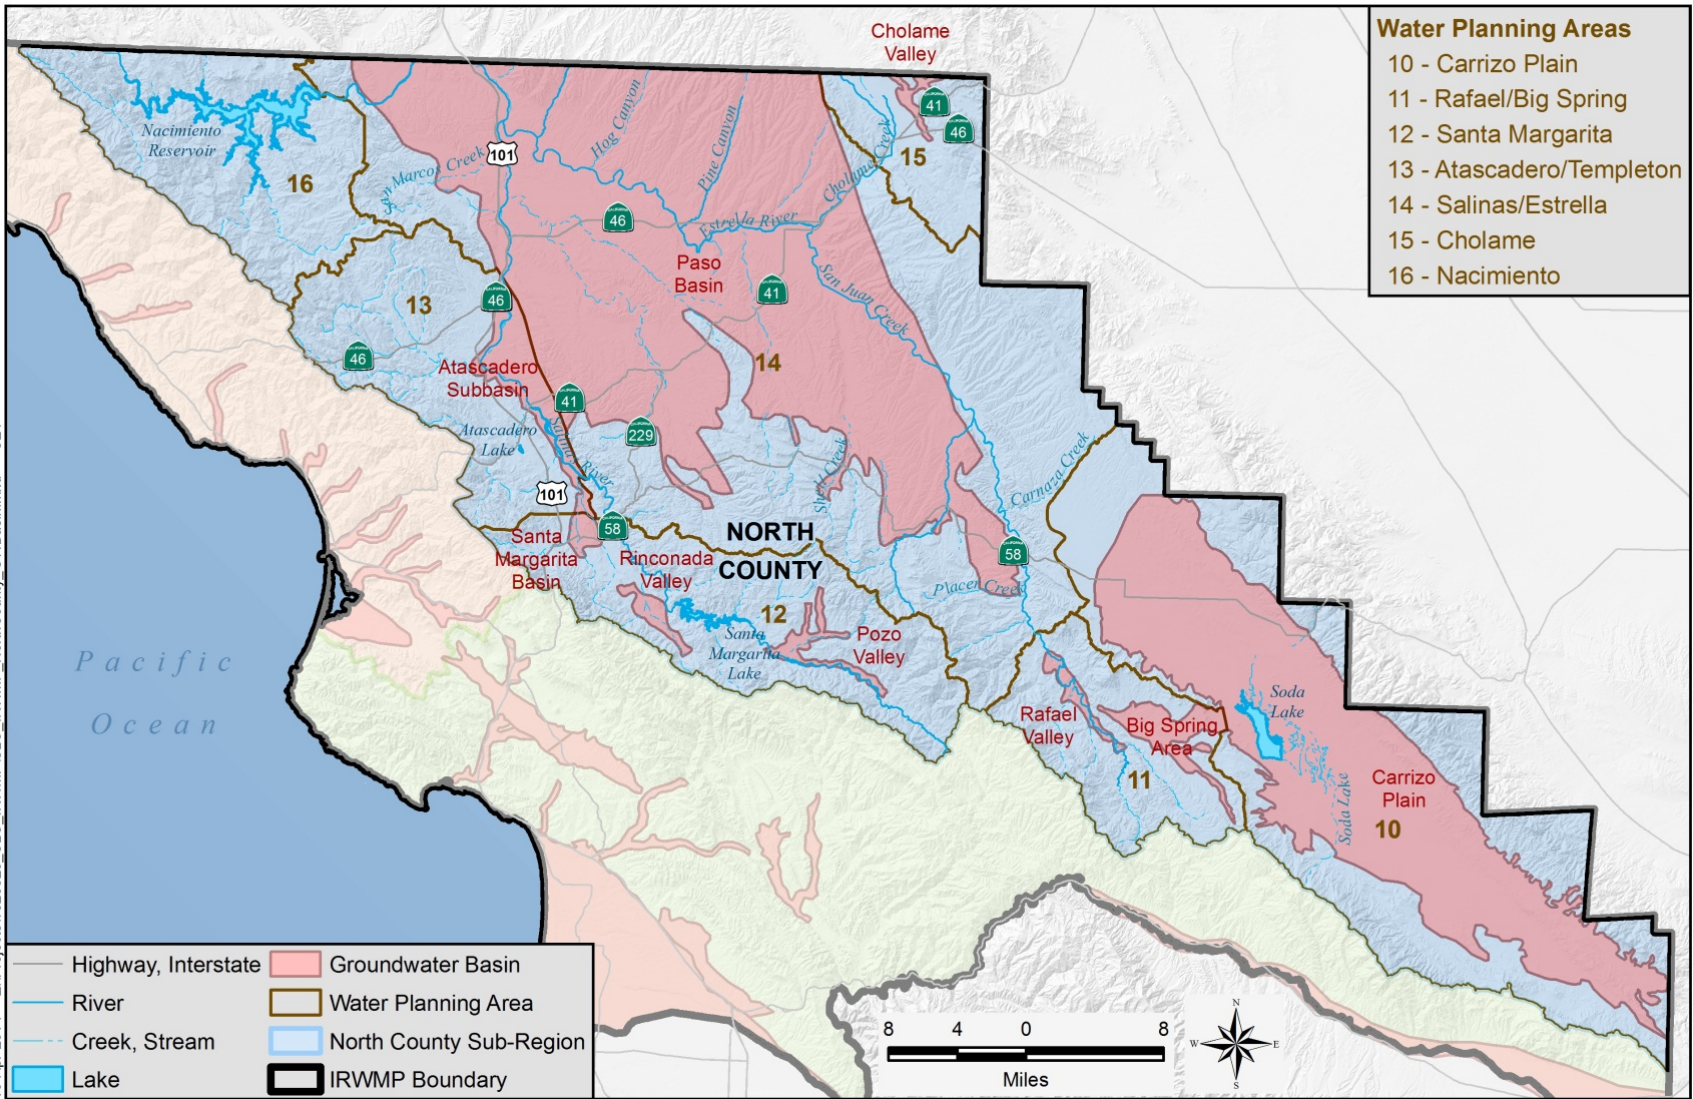 Cholame
Valley
Water Planning Areas
10 - Carrizo Plain
11 - Rafael/Big Spring
12 - Santa Margarita
13 - Atascadero/Templeton
14 - Salinas/Estrella
15 - Cholame
16 - Nacimiento
Nacimiento
Reservoir
16
San Marcos Creek
101
Hog Canyon
Pine Canyon
Cholame Creek
41
46
15
46
Estrella River
Paso
Basin
41
San Juan Creek
13
46
46
14
Atascadero
Subbasin
41
229
Atascadero
Lake
Salinas River
101
58
Shell Creek
Carnaza Creek
NORTH
COUNTY
Santa
Margarita
Basin
Rinconada
Valley
58
Placer Creek
12
Santa
Margarita
Lake
Pozo
Valley
Pacific
Ocean
Rafael
Valley
Big Spring
Area
11
Soda
Lake
Soda Lake
Carrizo
Plain
10
Highway, Interstate
River
Creek, Stream
Lake
Groundwater Basin
Water Planning Area
North County Sub-Region
IRWMP Boundary
8 4 0 8
Miles
N
W E
S